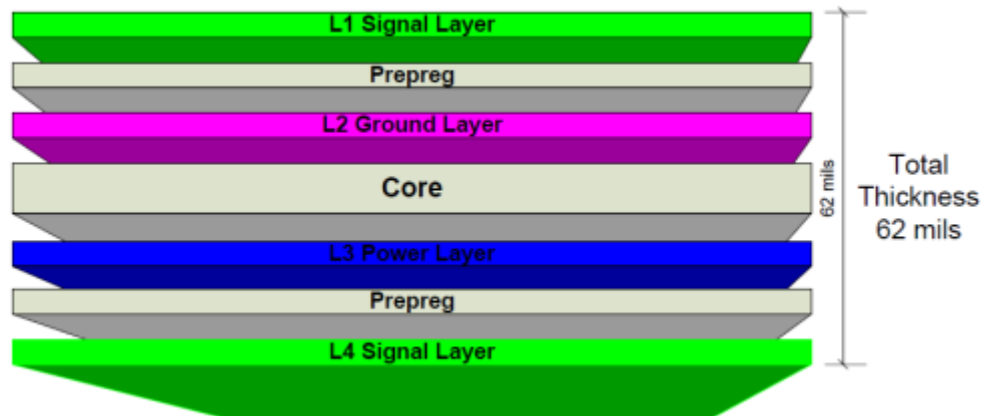 L1 Signal Layer
Prepreg
L2 Ground Layer
Core
L3 Power Layer
Prepreg
L4 Signal Layer
62 mils
Total
Thickness
62 mils